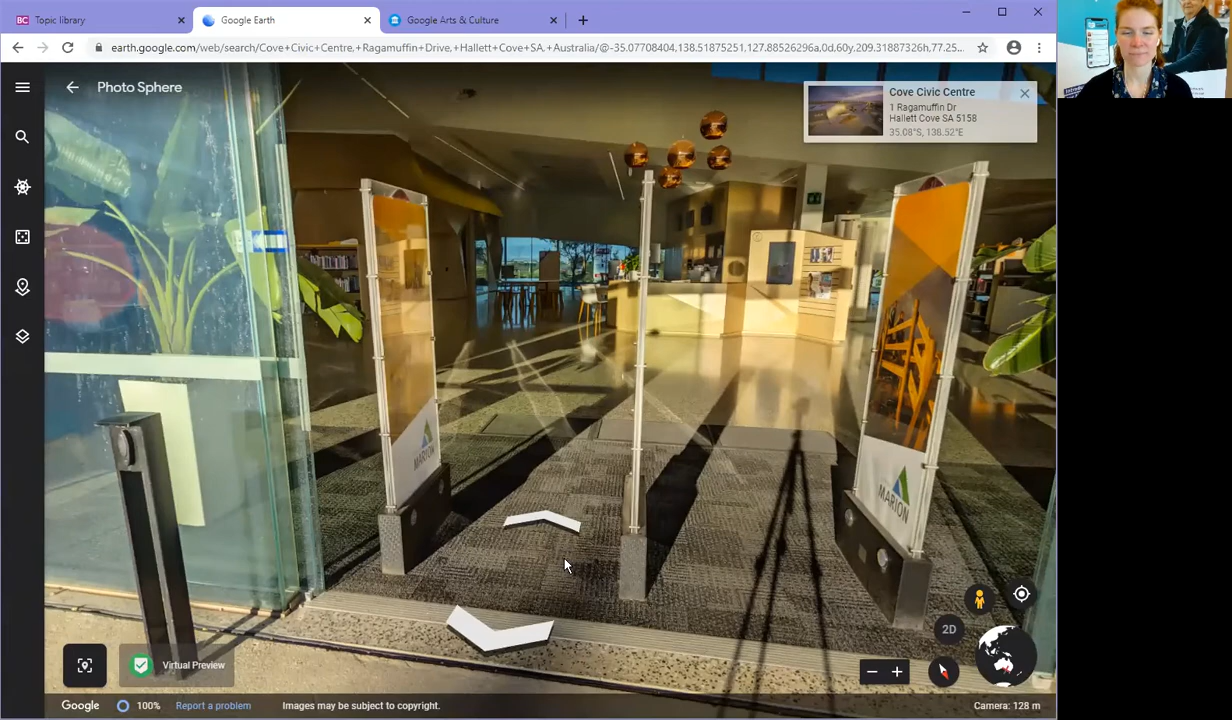 BC Topic library
Google Earth
Google Arts & Culture
earth.google.com/web/search/Cove+Civic+Centre,+Ragamuffin+Drive,+Hallett+Cove+SA,+Australia/@-35.07708404,138.51875251,127.88526296a,0d,60y,209.31887326h,77.25...
Photo Sphere
Cove Civic Centre
1 Ragamuffin Dr
Hallett Cove SA 5158
35.08°S, 138.52°E
MARION
MARION
2D
Virtual Preview
Google
100%
Report a problem
Images may be subject to copyright.
Camera: 128 m